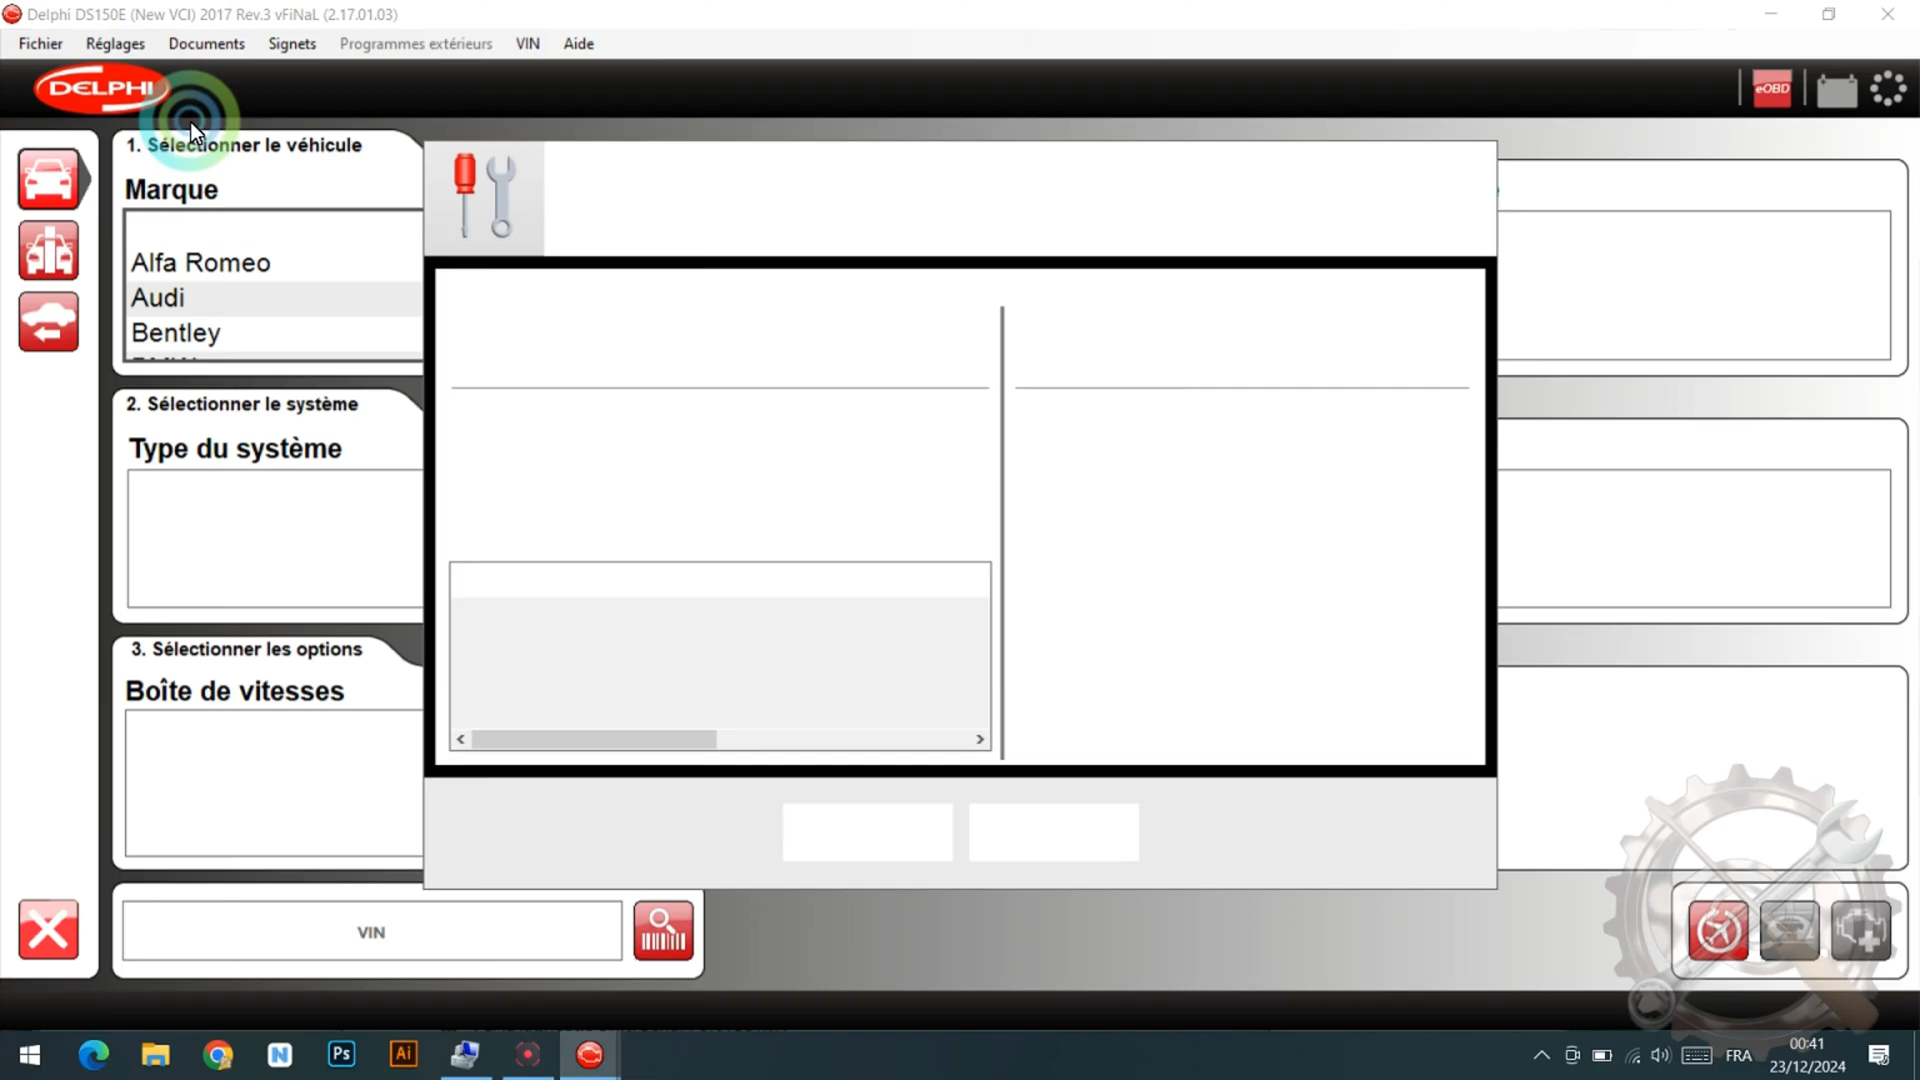 Delphi DS150E (New VCI) 2017 Rev.3 vFiNaL (2.17.01.03)
Fichier Réglages Documents Signets Programmes extérieurs VIN Aide
DELPHI
eOBD
1. Sélectionner le véhicule
Marque
Alfa Romeo
Audi
Bentley
2. Sélectionner le système
Type du système
3. Sélectionner les options
Boîte de vitesses
VIN
N
Ps
Ai
FRA
00:41
23/12/2024